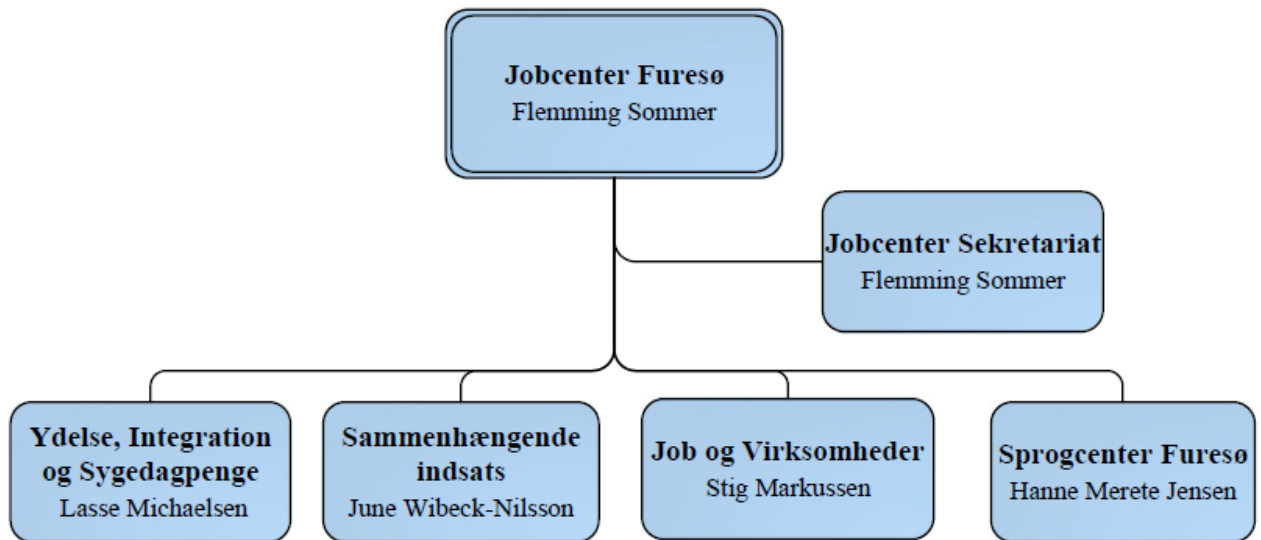 Jobcenter Furesø
Flemming Sommer
Jobcenter Sekretariat
Flemming Sommer
Ydelse, Integration
og Sygedagpenge
Lasse Michaelsen
Sammenhængende
indsats
June Wibeck-Nilsson
Job og Virksomheder
Stig Markussen
Sprogcenter Furesø
Hanne Merete Jensen